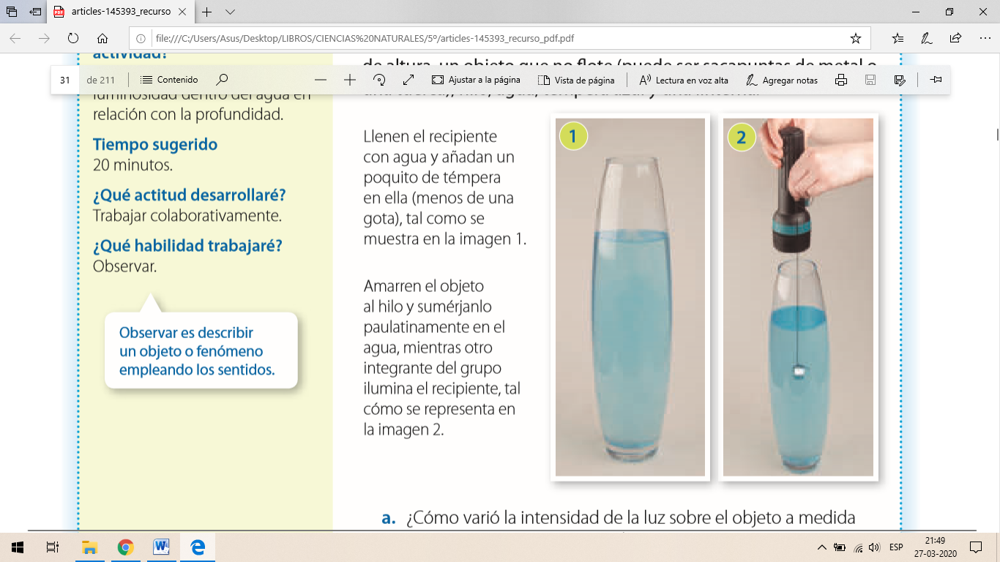 articles-145393_recurso
file:///C:/Users/Asus/Desktop/LIBROS/CIENCIAS%20NATURALES/5º/articles-145393_recurso_pdf.pdf
31 de 211 Contenido Ajustar a la página Vista de página Lectura en voz alta Agregar notas
actividad?
luminosidad dentro del agua en
relación con la profundidad.
Tiempo sugerido
20 minutos.
¿Qué actitud desarrollaré?
Trabajar colaborativamente.
¿Qué habilidad trabajaré?
Observar.
Observar es describir
un objeto o fenómeno
empleando los sentidos.
de altura, un objeto que no flote (puede ser sacapuntas de metal o
Llenen el recipiente
con agua y añadan un
poquito de témpera
en ella (menos de una
gota), tal como se
muestra en la imagen 1.
Amarren el objeto
al hilo y sumérjanlo
paulatinamente en el
agua, mientras otro
integrante del grupo
ilumina el recipiente, tal
cómo se representa en
la imagen 2.
1
2
a. ¿Cómo varió la intensidad de la luz sobre el objeto a medida
ESP
21:49
27-03-2020